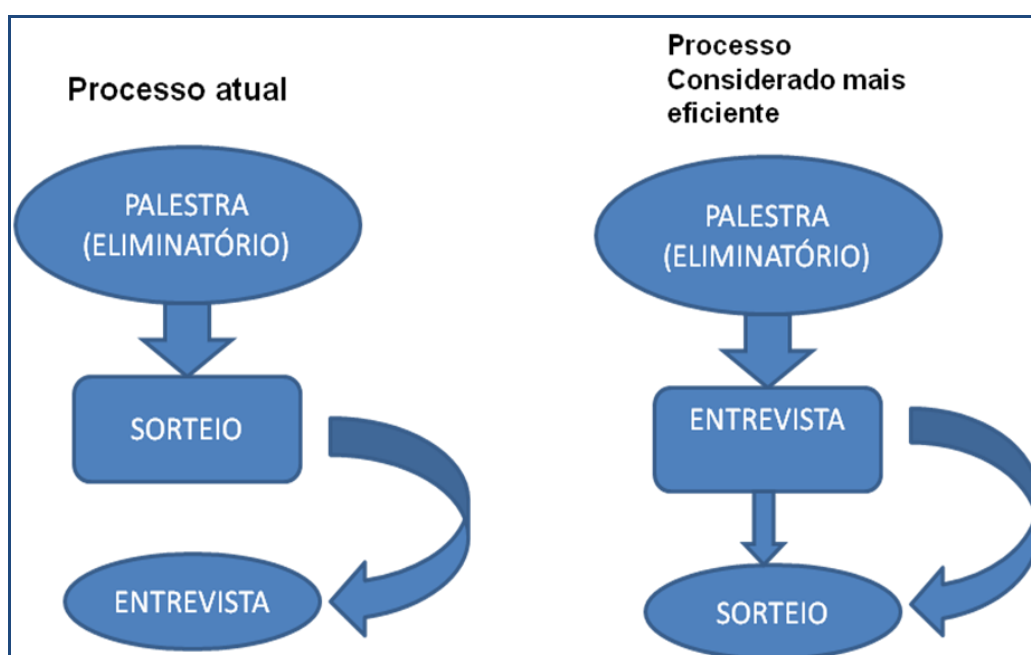 Processo atual
PALESTRA
(ELIMINATÓRIO)
SORTEIO
ENTREVISTA
Processo
Considerado mais
eficiente
PALESTRA
(ELIMINATÓRIO)
ENTREVISTA
SORTEIO